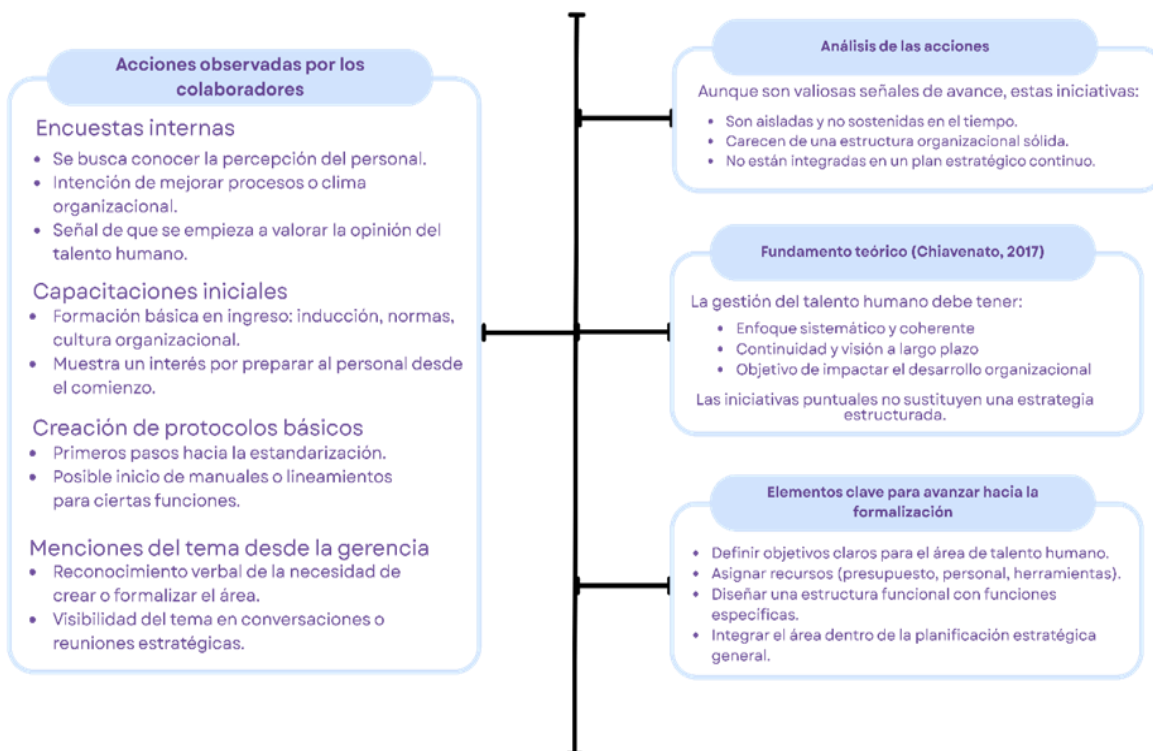 Acciones observadas por los
colaboradores
Encuestas internas
• Se busca conocer la percepción del personal.
• Intención de mejorar procesos o clima
organizacional.
• Señal de que se empieza a valorar la opinión del
talento humano.
Capacitaciones iniciales
• Formación básica en ingreso: inducción, normas,
cultura organizacional.
• Muestra un interés por preparar al personal desde
el comienzo.
Creación de protocolos básicos
• Primeros pasos hacia la estandarización.
• Posible inicio de manuales o lineamientos
para ciertas funciones.
Menciones del tema desde la gerencia
• Reconocimiento verbal de la necesidad de
crear o formalizar el área.
• Visibilidad del tema en conversaciones o
reuniones estratégicas.
Análisis de las acciones
Aunque son valiosas señales de avance, estas iniciativas:
• Son aisladas y no sostenidas en el tiempo.
• Carecen de una estructura organizacional sólida.
• No están integradas en un plan estratégico continuo.
Fundamento teórico (Chiavenato, 2017)
La gestión del talento humano debe tener:
• Enfoque sistemático y coherente
• Continuidad y visión a largo plazo
• Objetivo de impactar el desarrollo organizacional
Las iniciativas puntuales no sustituyen una estrategia
estructurada.
Elementos clave para avanzar hacia la
formalización
◆ Definir objetivos claros para el área de talento humano.
◆ Asignar recursos (presupuesto, personal, herramientas).
◆ Diseñar una estructura funcional con funciones
específicas.
◆ Integrar el área dentro de la planificación estratégica
general.